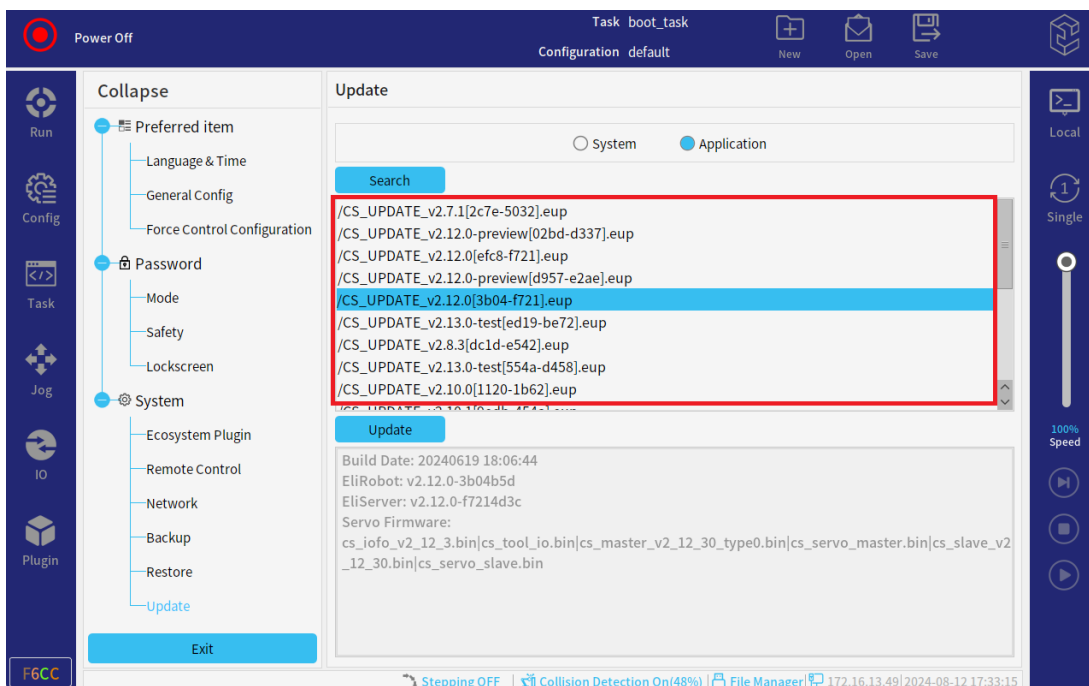 Power Off
Task boot_task
Configuration default
New
Open
Save
Run
Config
Task
Jog
IO
Plugin
F6CC
Collapse
Preferred item
Language & Time
General Config
Force Control Configuration
Password
Mode
Safety
Lockscreen
System
Ecosystem Plugin
Remote Control
Network
Backup
Restore
Update
Exit
Update
System Application
Search
/CS_UPDATE_v2.7.1[2c7e-5032].eup
/CS_UPDATE_v2.12.0-preview[02bd-d337].eup
/CS_UPDATE_v2.12.0[efc8-f721].eup
/CS_UPDATE_v2.12.0-preview[d957-e2ae].eup
/CS_UPDATE_v2.12.0[3b04-f721].eup
/CS_UPDATE_v2.13.0-test[ed19-be72].eup
/CS_UPDATE_v2.8.3[dc1d-e542].eup
/CS_UPDATE_v2.13.0-test[554a-d458].eup
/CS_UPDATE_v2.10.0[1120-1b62].eup
Update
Build Date: 20240619 18:06:44
EliRobot: v2.12.0-3b04b5d
EliServer: v2.12.0-f7214d3c
Servo Firmware:
cs_iofo_v2_12_3.bin|cs_tool_io.bin|cs_master_v2_12_30_type0.bin|cs_servo_master.bin|cs_slave_v2
_12_30.bin|cs_servo_slave.bin
Local
1
Single
100%
Speed
Stepping OFF | Collision Detection On(48%) | File Manager | 172.16.13.49 | 2024-08-12 17:33:15